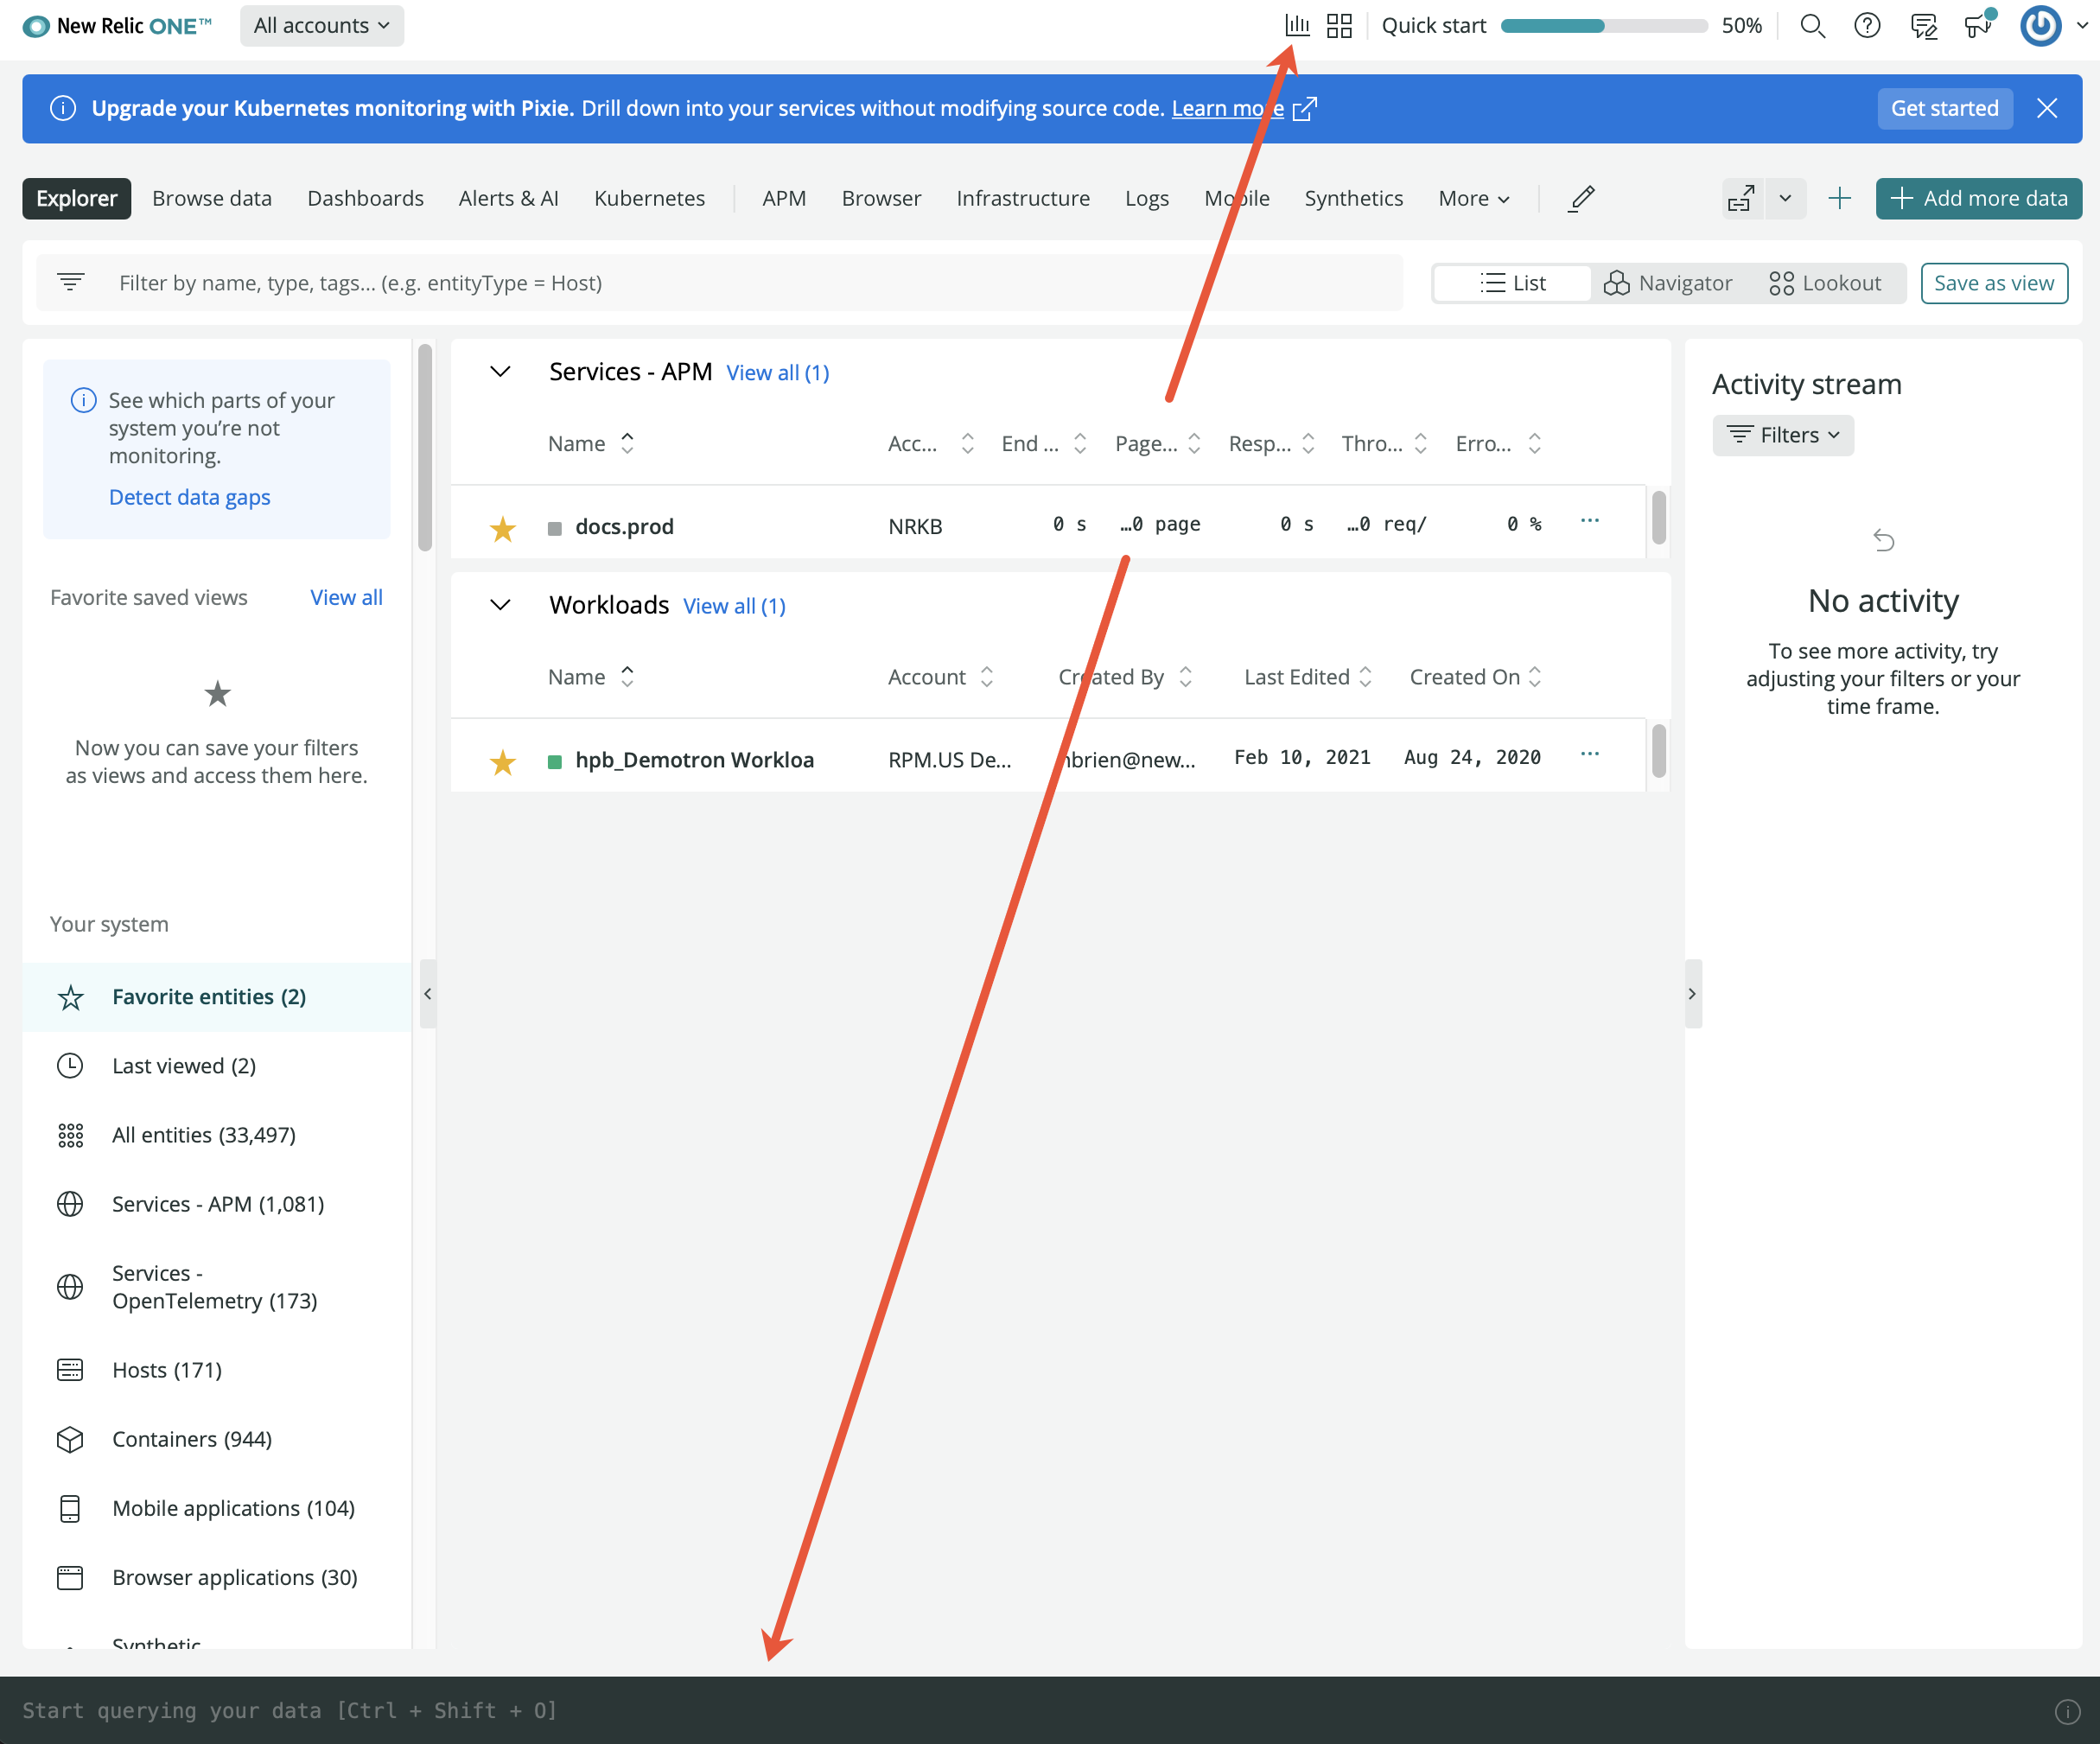 New Relic ONE™
All accounts
Quick start 50%
Upgrade your Kubernetes monitoring with Pixie. Drill down into your services without modifying source code. Learn more
Get started
Explorer Browse data Dashboards Alerts & AI Kubernetes APM Browser Infrastructure Logs Mobile Synthetics More
Add more data
Filter by name, type, tags... (e.g. entityType = Host)
List Navigator Lookout Save as view
See which parts of your
system you’re not
monitoring.
Detect data gaps
Favorite saved views View all
Now you can save your filters
as views and access them here.
Your system
Favorite entities (2)
Last viewed (2)
All entities (33,497)
Services - APM (1,081)
Services -
OpenTelemetry (173)
Hosts (171)
Containers (944)
Mobile applications (104)
Browser applications (30)
Synthetic
Services - APM View all (1)
Name Acc... End ... Page... Resp... Thro... Erro...
docs.prod NRKB 0 s …0 page 0 s …0 req/ 0 % ...
Workloads View all (1)
Name Account Created By Last Edited Created On
hpb_Demotron Workloa RPM.US De... brien@new... Feb 10, 2021 Aug 24, 2020 ...
Activity stream
Filters
No activity
To see more activity, try
adjusting your filters or your
time frame.
Start querying your data [Ctrl + Shift + O]